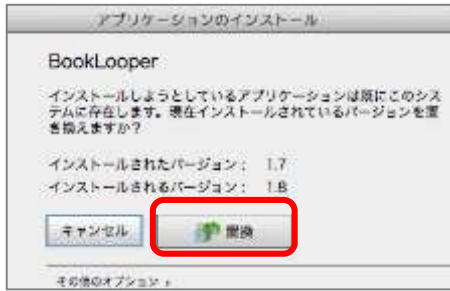 アプリケーションのインストール
BookLooper
インストールしようとしているアプリケーションは既にこのシス
テムに存在します。現在インストールされているバージョンを置
き換えますか?
インストールされたバージョン： 1.7
インストールされるバージョン： 1.8
キャンセル
置換
その他のオプション